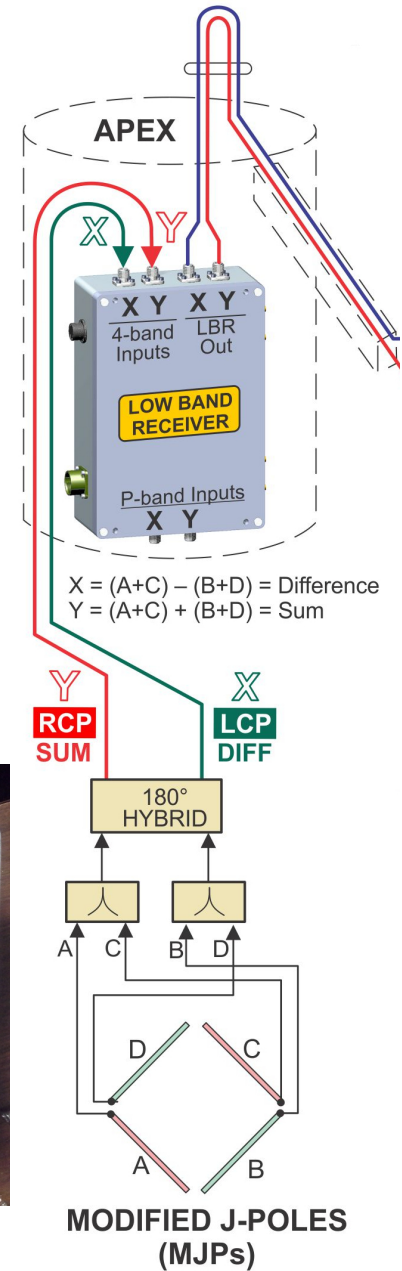 APEX
X Y
X Y X Y
4-band LBR
Inputs Out
LOW BAND
RECEIVER
P-band Inputs
X Y
X = (A+C) – (B+D) = Difference
Y = (A+C) + (B+D) = Sum
Y X
RCP LCP
SUM DIFF
180°
HYBRID
A C B D
D C
A B
MODIFIED J-POLES
(MJPs)